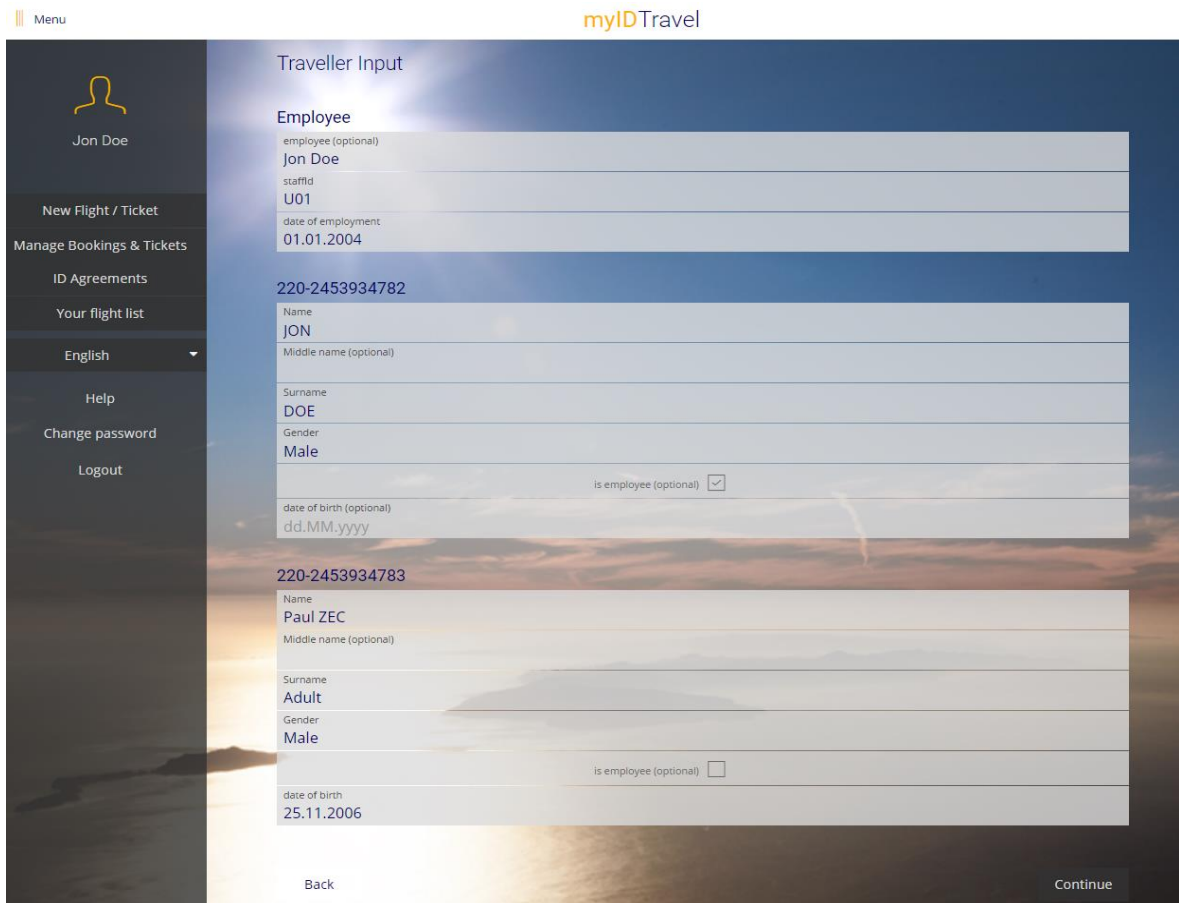 Menu
myIDTravel
Jon Doe
New Flight / Ticket
Manage Bookings & Tickets
ID Agreements
Your flight list
English
Help
Change password
Logout
Traveller Input
Employee
employee (optional)
Jon Doe
staffId
U01
date of employment
01.01.2004
220-2453934782
Name
JON
Middle name (optional)
Surname
DOE
Gender
Male
is employee (optional)
date of birth (optional)
dd.MM.yyyy
220-2453934783
Name
Paul ZEC
Middle name (optional)
Surname
Adult
Gender
Male
is employee (optional)
date of birth
25.11.2006
Back
Continue